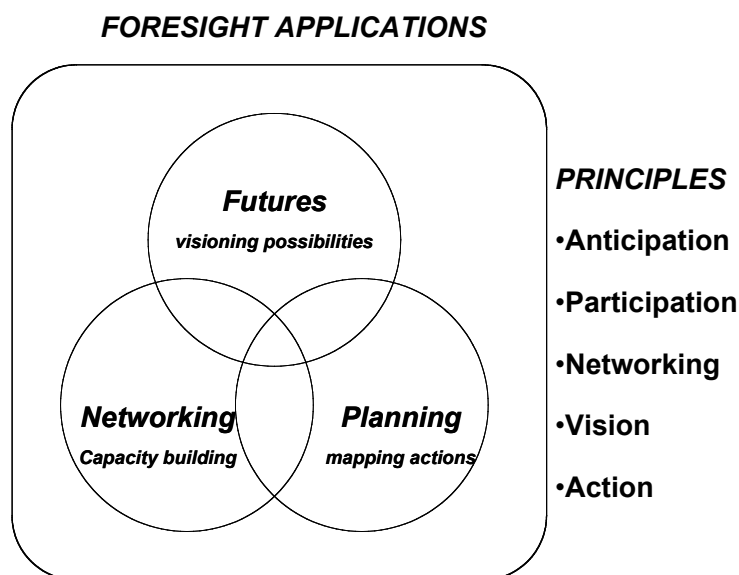 FORESIGHT APPLICATIONS
Futures
visioning possibilities
Networking
Capacity building
Planning
mapping actions
PRINCIPLES
•Anticipation
•Participation
•Networking
•Vision
•Action